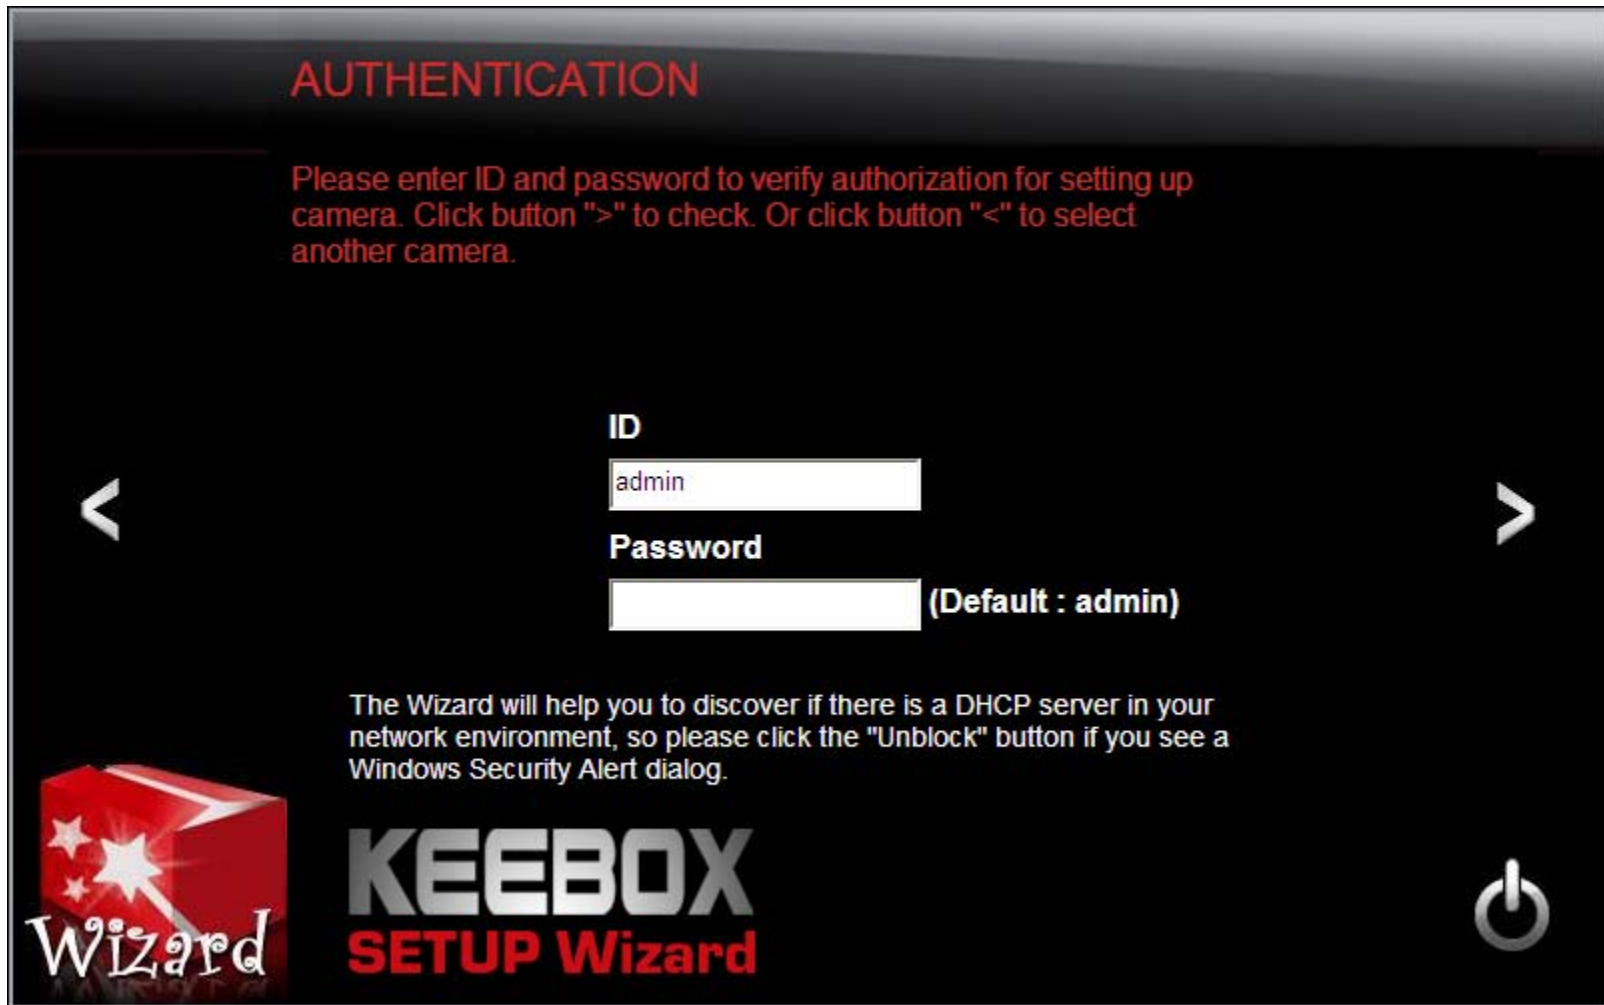 AUTHENTICATION
Please enter ID and password to verify authorization for setting up
camera. Click button ">" to check. Or click button "<" to select
another camera.
ID
admin
<
>
Password
(Default : admin)
The Wizard will help you to discover if there is a DHCP server in your
network environment, so please click the "Unblock" button if you see a
Windows Security Alert dialog.
Wizard
KEEBOX
SETUP Wizard